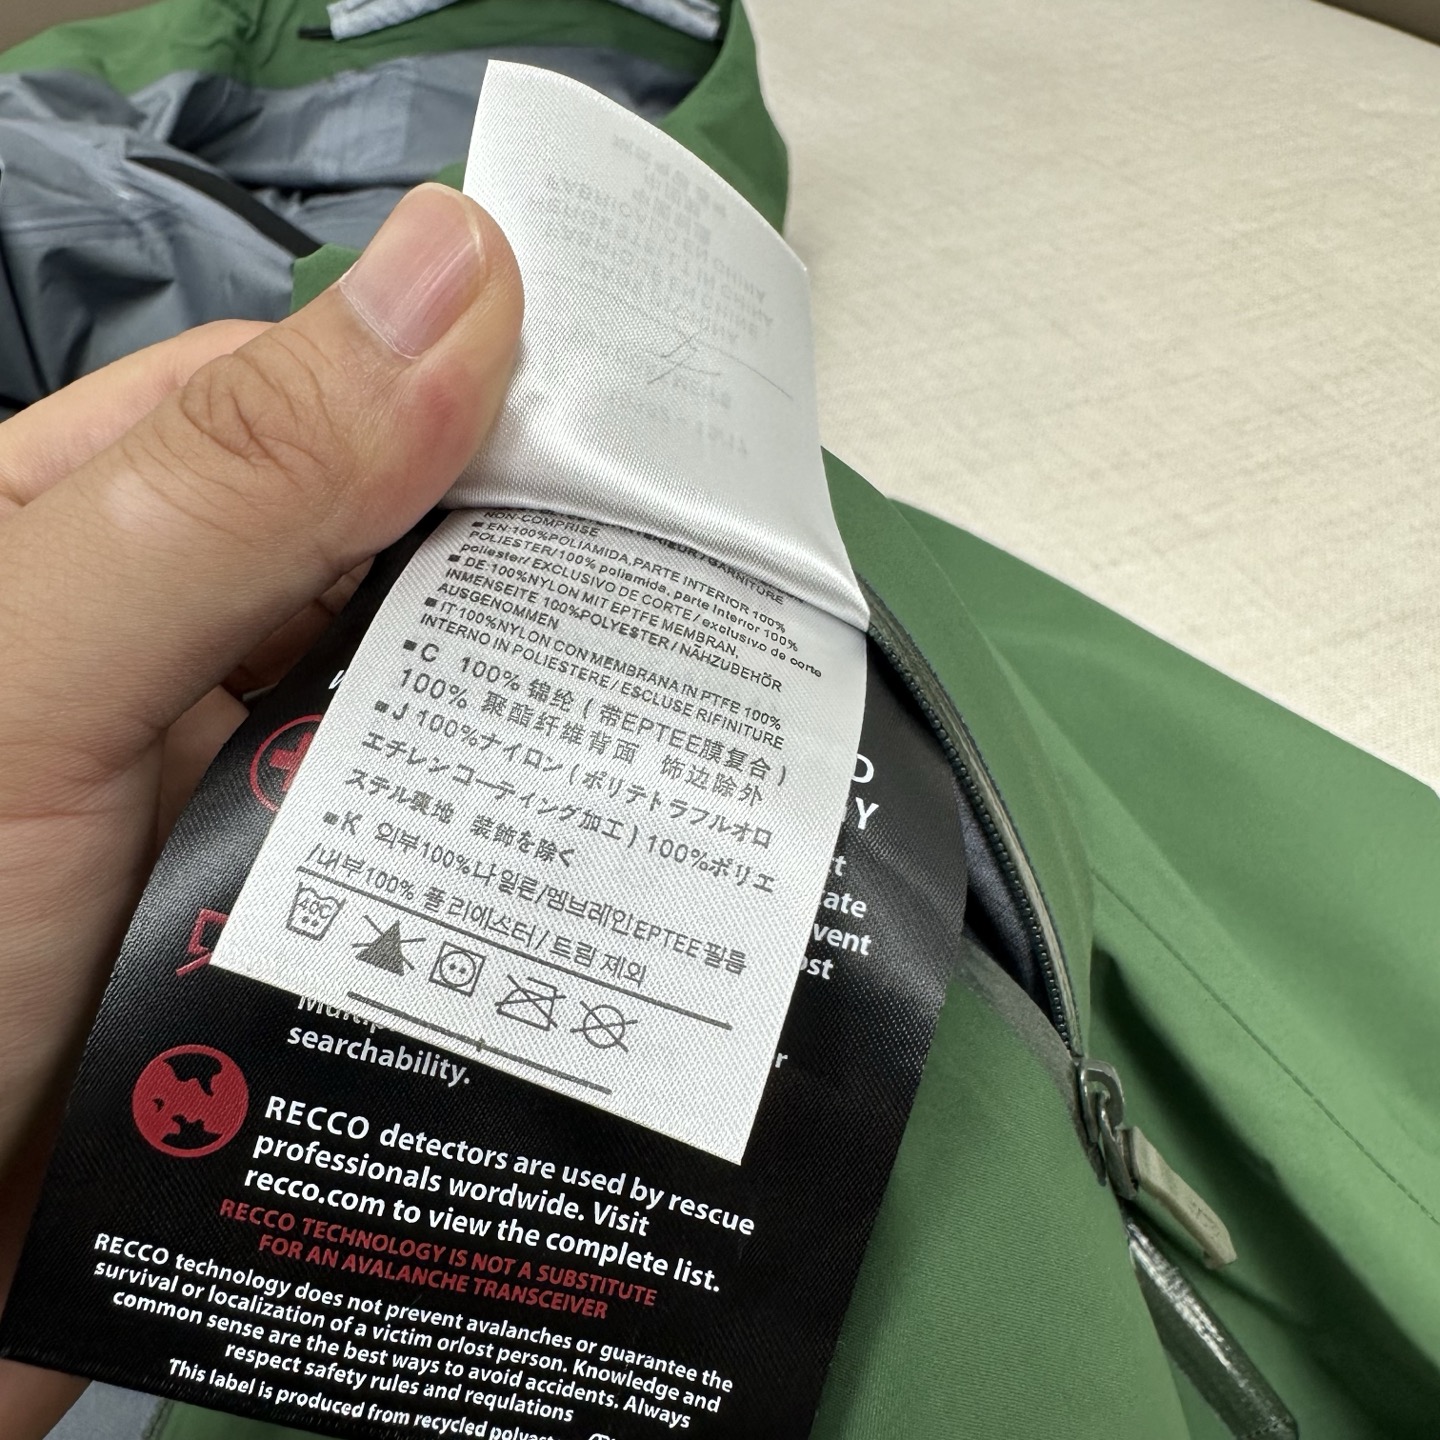 NON-COMPRISE
■EN:100%POLIAMIDA,PARTE INTERIOR 100%
POLIESTER/100% poliamida, parte interior 100%
poliester/ EXCLUSIVO DE CORTE / exclusivo de corte
■ DE:100%NYLON MIT EPTFE MEMBRAN,
INMENSEITE 100%POLYESTER / NÄHZUBEHÖR
AUSGENOMMEN
■ IT 100%NYLON CON MEMBRANA IN PTFE 100%
INTERNO IN POLIESTERE / ESCLUSE RIFINITURE
■C 100% 锦纶 ( 带EPTEE膜复合 )
100% 聚酯纤维背面 饰边除外
■J 100%ナイロン ( ポリテトラフルオロ
エチレンコーティング加工 ) 100%ポリエ
ステル裏地 装飾を除く
■K 외부100%나일론/멤브레인EPTEE필름
/내부100% 폴리에스터/트림 제외
40C
searchability.
RECCO detectors are used by rescue
professionals wordwide. Visit
recco.com to view the complete list.
RECCO TECHNOLOGY IS NOT A SUBSTITUTE
FOR AN AVALANCHE TRANSCEIVER
RECCO technology does not prevent avalanches or guarantee the
survival or localization of a victim orlost person. Knowledge and
common sense are the best ways to avoid accidents. Always
respect safety rules and requlations
This label is produced from recycled